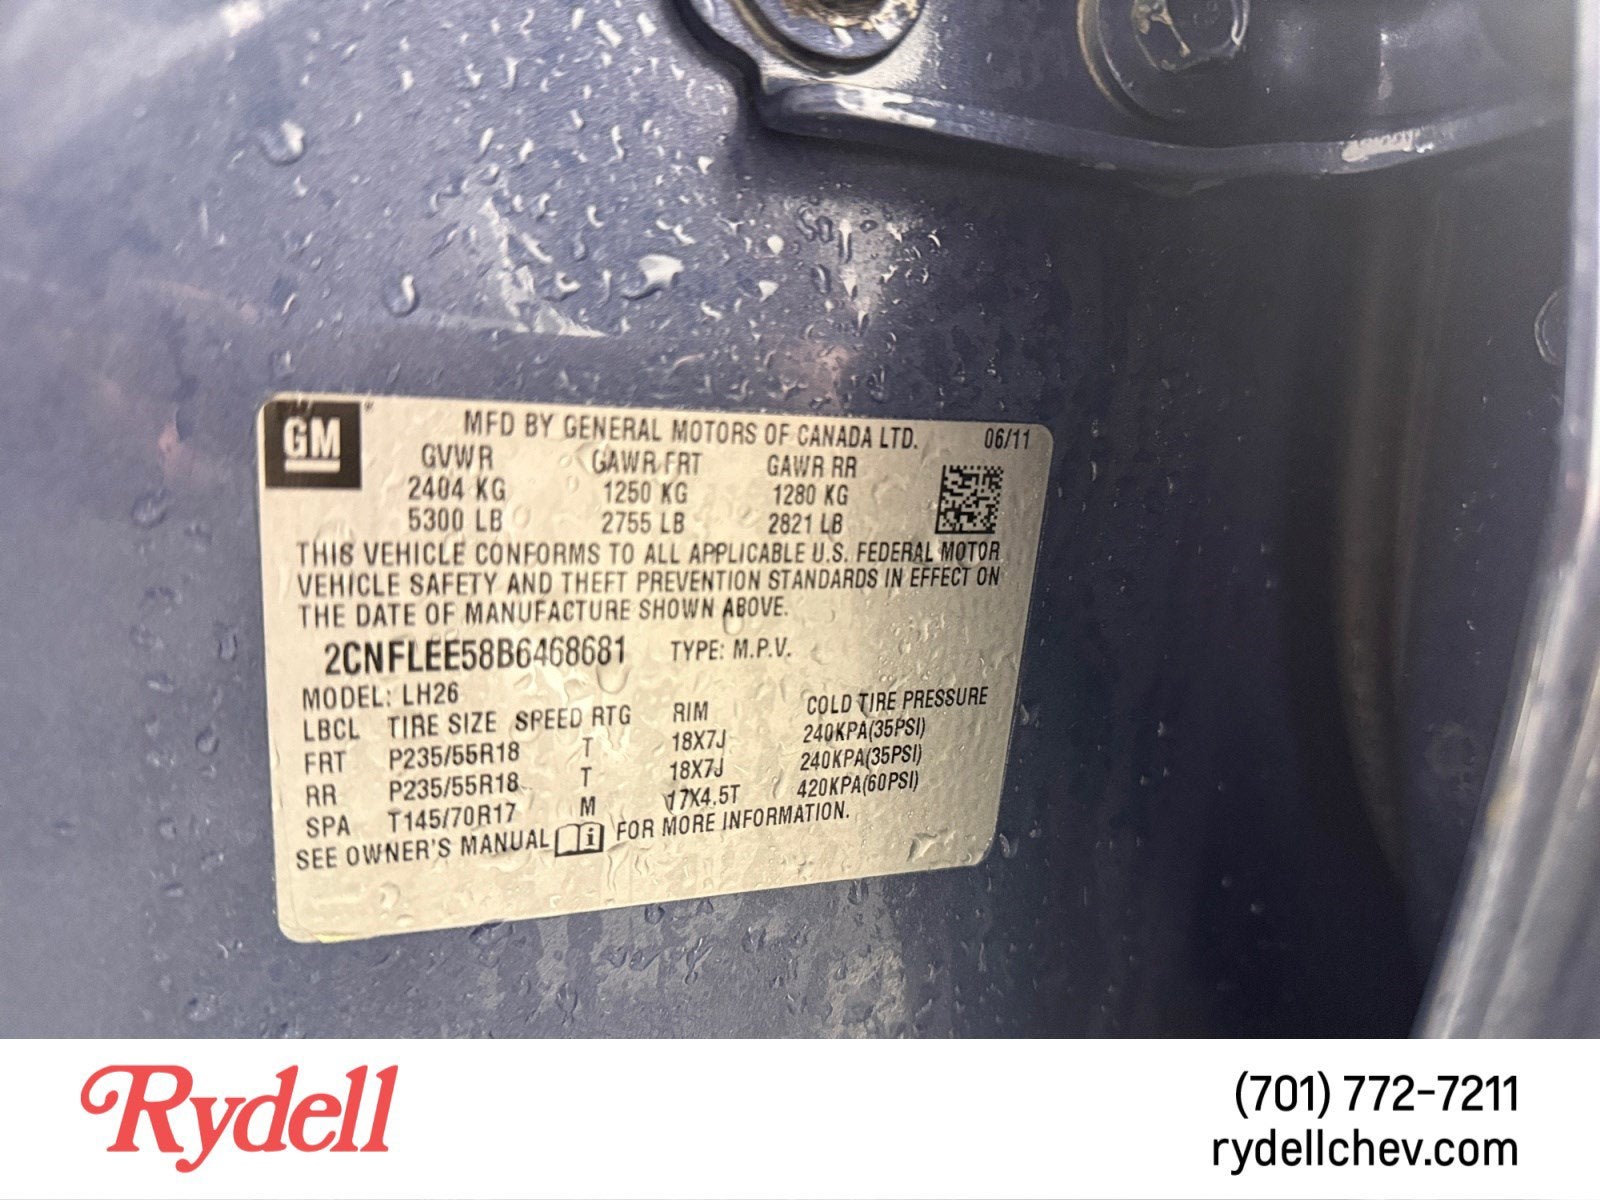 GM
MFD BY GENERAL MOTORS OF CANADA LTD. 06/11
GVWR GAWR FRT GAWR RR
2404 KG 1250 KG 1280 KG
5300 LB 2755 LB 2821 LB
THIS VEHICLE CONFORMS TO ALL APPLICABLE U.S. FEDERAL MOTOR
VEHICLE SAFETY AND THEFT PREVENTION STANDARDS IN EFFECT ON
THE DATE OF MANUFACTURE SHOWN ABOVE.
2CNFLEE58B6468681 TYPE: M.P.V.
MODEL: LH26
LBCL TIRE SIZE SPEED RTG RIM COLD TIRE PRESSURE
FRT P235/55R18 T 18X7J 240KPA(35PSI)
RR P235/55R18 T 18X7J 240KPA(35PSI)
SPA T145/70R17 M 17X4.5T 420KPA(60PSI)
SEE OWNER'S MANUAL i FOR MORE INFORMATION.
Rydell
(701) 772-7211
rydellchev.com